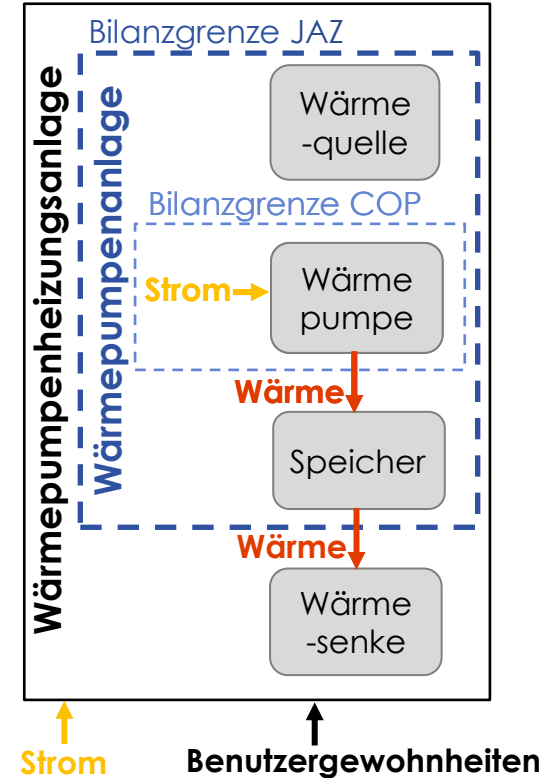 Bilanzgrenze JAZ
Wärmepumpenheizungsanlage
Wärmepumpenanlage
Wärme
-quelle
Bilanzgrenze COP
Strom
Wärme
pumpe
Wärme
Speicher
Wärme
Wärme
-senke
Strom
Benutzergewohnheiten